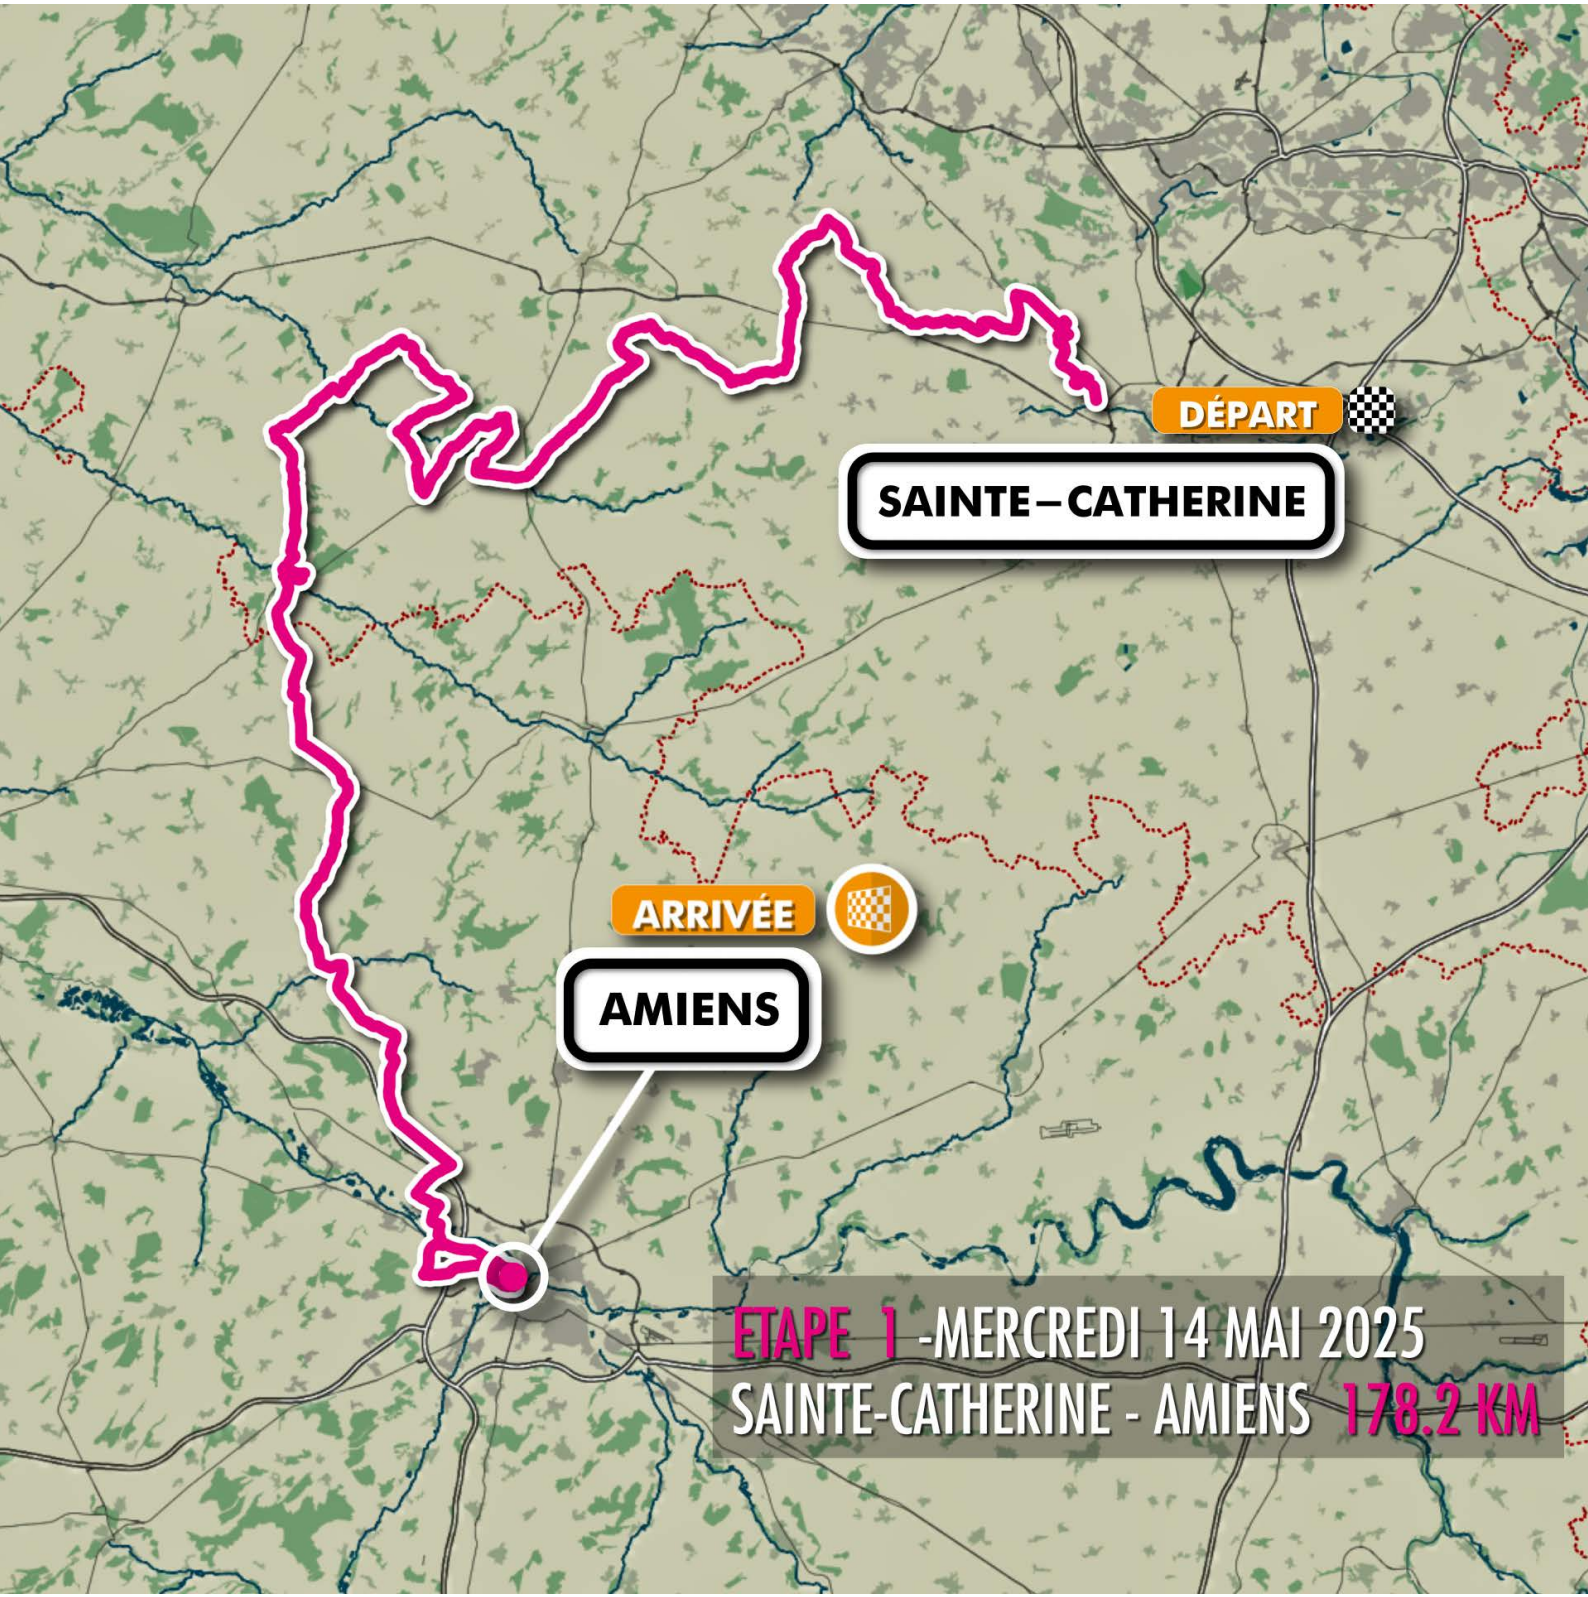 DÉPART
SAINTE-CATHERINE
ARRIVÉE
AMIENS
ETAPE 1 -MERCREDI 14 MAI 2025
SAINTE-CATHERINE - AMIENS 178.2 KM